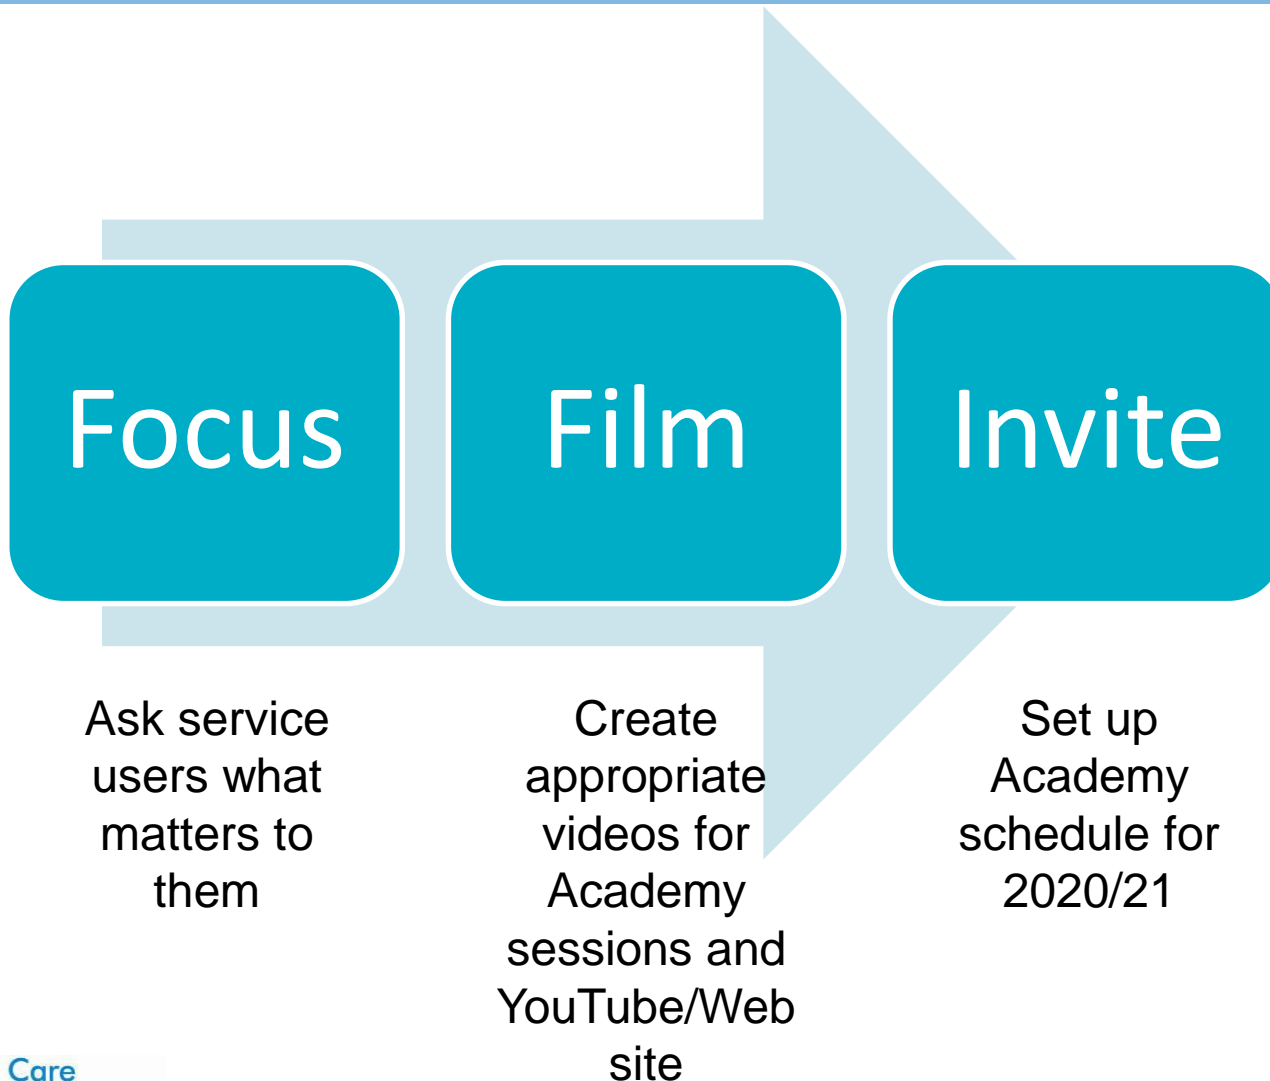 Focus
Film
Invite
Ask service
users what
matters to
them
Create
appropriate
videos for
Academy
sessions and
YouTube/Web
site
Set up
Academy
schedule for
2020/21
Care